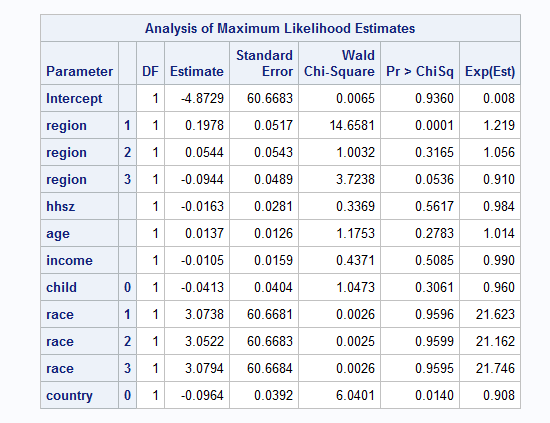 Analysis of Maximum Likelihood Estimates
Parameter DF Estimate Standard Error Wald Chi-Square Pr > ChiSq Exp(Est)
Intercept 1 -4.8729 60.6683 0.0065 0.9360 0.008
region 1 1 0.1978 0.0517 14.6581 0.0001 1.219
region 2 1 0.0544 0.0543 1.0032 0.3165 1.056
region 3 1 -0.0944 0.0489 3.7238 0.0536 0.910
hhsz 1 -0.0163 0.0281 0.3369 0.5617 0.984
age 1 0.0137 0.0126 1.1753 0.2783 1.014
income 1 -0.0105 0.0159 0.4371 0.5085 0.990
child 0 1 -0.0413 0.0404 1.0473 0.3061 0.960
race 1 1 3.0738 60.6681 0.0026 0.9596 21.623
race 2 1 3.0522 60.6683 0.0025 0.9599 21.162
race 3 1 3.0794 60.6684 0.0026 0.9595 21.746
country 0 1 -0.0964 0.0392 6.0401 0.0140 0.908